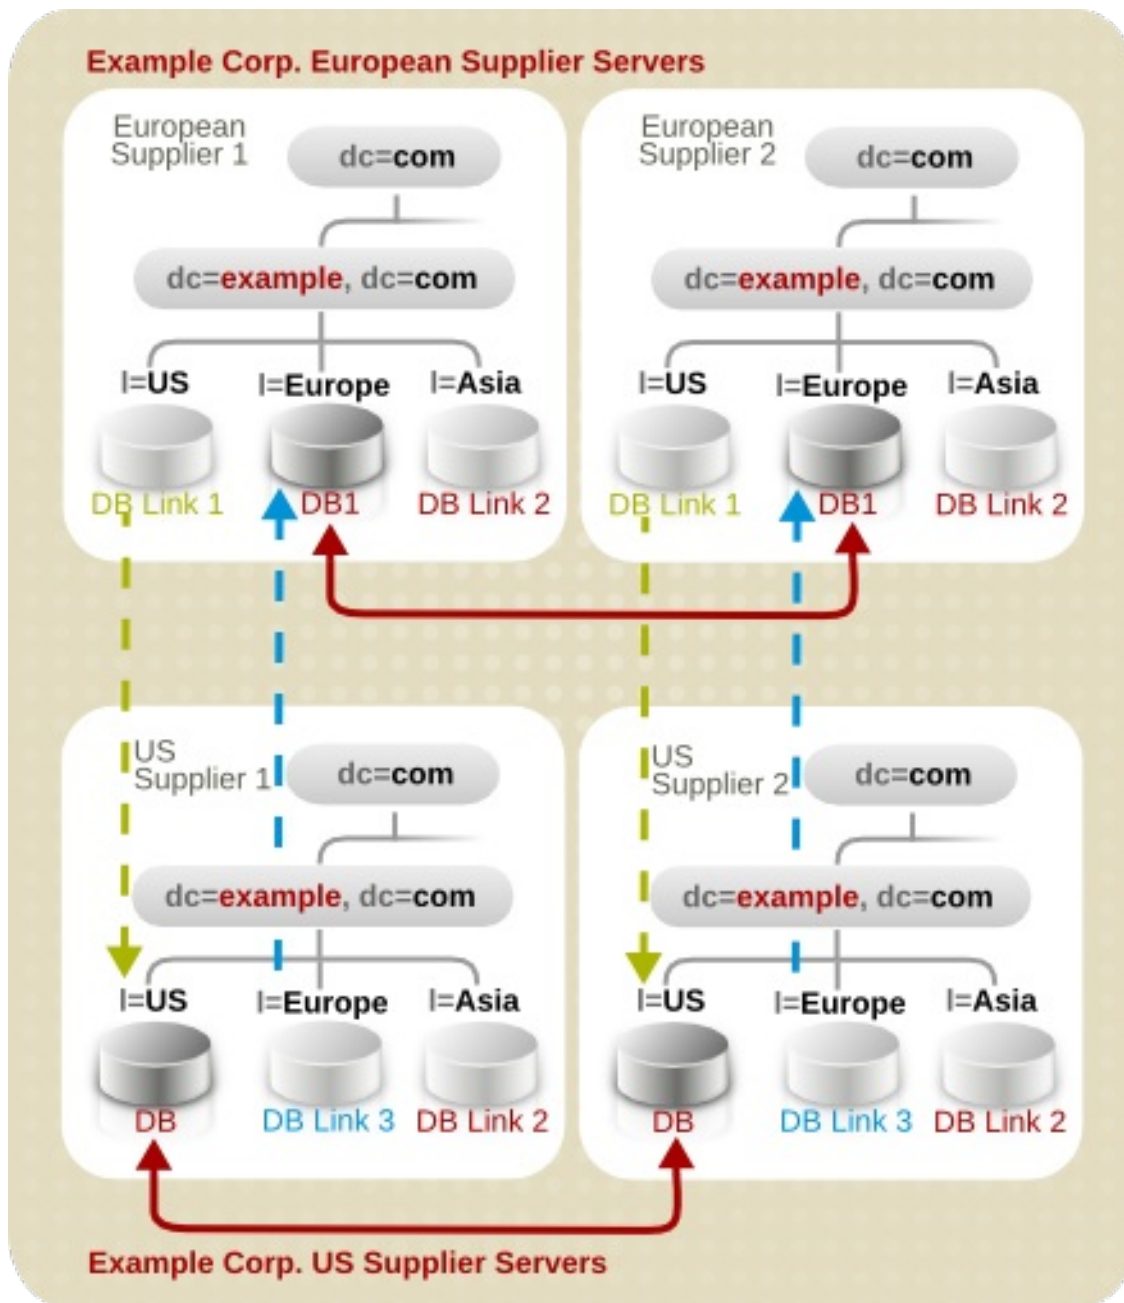 Example Corp. European Supplier Servers
European
Supplier 1
dc=com
dc=example, dc=com
l=US
l=Europe
l=Asia
DB Link 1
DB1
DB Link 2
European
Supplier 2
dc=com
dc=example, dc=com
l=US
l=Europe
l=Asia
DB Link 1
DB1
DB Link 2
US
Supplier 1
dc=com
dc=example, dc=com
l=US
l=Europe
l=Asia
DB
DB Link 3
DB Link 2
US
Supplier 2
dc=com
dc=example, dc=com
l=US
l=Europe
l=Asia
DB
DB Link 3
DB Link 2
Example Corp. US Supplier Servers